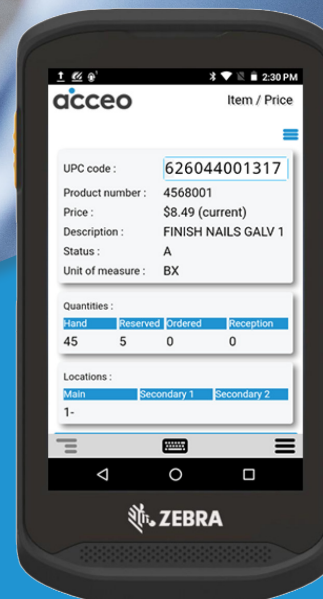 2:30 PM
acceo
Item / Price
UPC code : 626044001317
Product number : 4568001
Price : $8.49 (current)
Description : FINISH NAILS GALV 1
Status : A
Unit of measure : BX
Quantities :
Hand Reserved Ordered Reception
45 5 0 0
Locations :
Main Secondary 1 Secondary 2
1-
ZEBRA